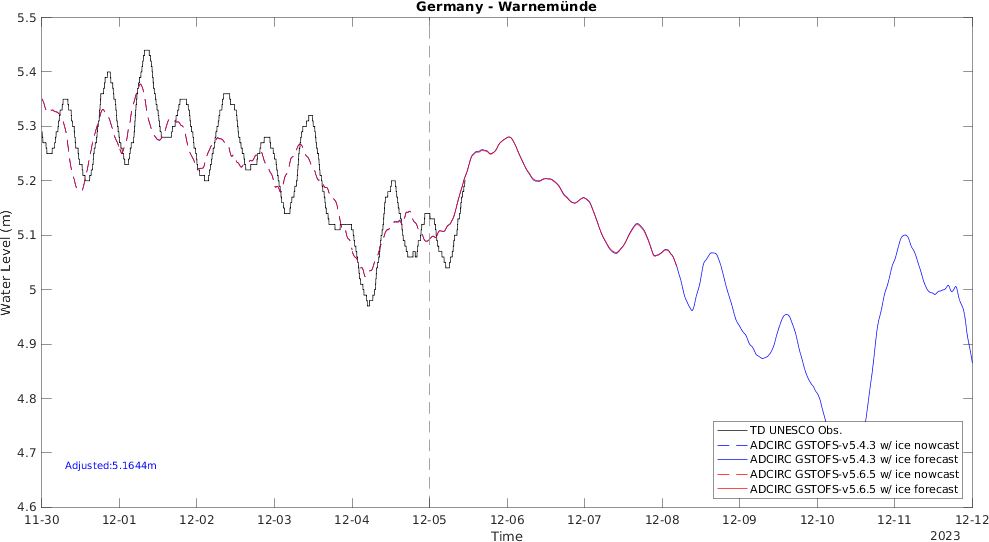 Germany - Warnemünde
5.5
5.4
5.3
5.2
5.1
5
4.9
4.8
4.7
4.6
Water Level (m)
Adjusted:5.1644m
TD UNESCO Obs.
ADCIRC GSTOFS-v5.4.3 w/ ice nowcast
ADCIRC GSTOFS-v5.4.3 w/ ice forecast
ADCIRC GSTOFS-v5.6.5 w/ ice nowcast
ADCIRC GSTOFS-v5.6.5 w/ ice forecast
11-30 12-01 12-02 12-03 12-04 12-05 12-06 12-07 12-08 12-09 12-10 12-11 12-12
Time
2023